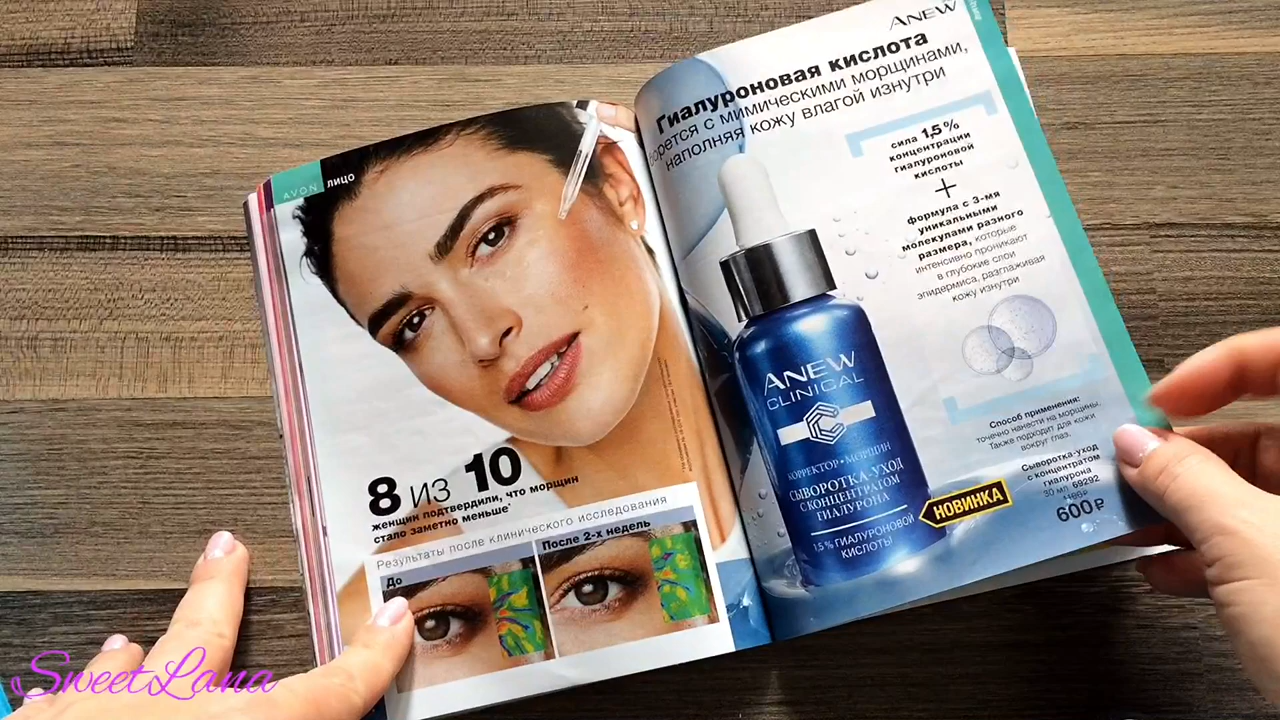 AVON ЛИЦО
8 ИЗ 10
женщин подтвердили, что морщин
стало заметно меньше*
Результаты после клинического исследования
До
После 2-х недель
ANEW
Гиалуроновая кислота
борется с мимическими морщинами,
наполняя кожу влагой изнутри
сила 1,5%
концентрации
гиалуроновой
кислоты
+
формула с 3-мя
уникальными
молекулами разного
размера, которые
интенсивно проникают
в глубокие слои
эпидермиса, разглаживая
кожу изнутри
ANEW
CLINICAL
КОРРЕКТОР • МОРЩИН
СЫВОРОТКА-УХОД
С КОНЦЕНТРАТОМ
ГИАЛУРОНА
1,5% ГИАЛУРОНОВОЙ
КИСЛОТЫ
НОВИНКА
Способ применения:
точечно нанести на морщины.
Также подходит для кожи
вокруг глаз.
Сыворотка-уход
с концентратом
гиалурона
30 мл 69292
600₽
SweetLana